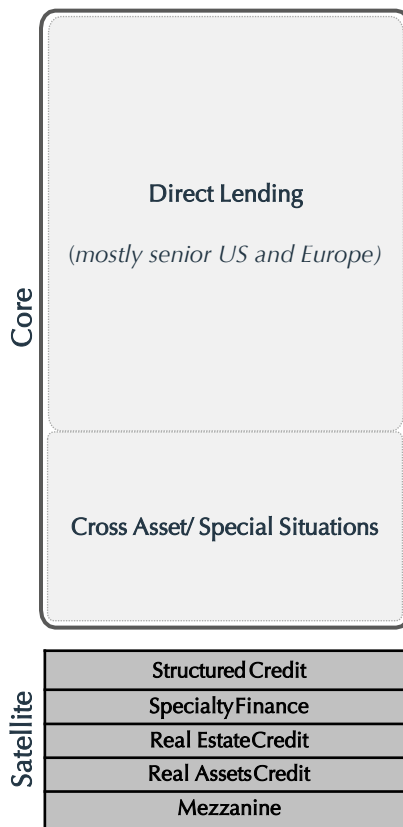 Core
Direct Lending
(mostly senior US and Europe)
Cross Asset/ Special Situations
Satellite
Structured Credit
Specialty Finance
Real Estate Credit
Real Assets Credit
Mezzanine